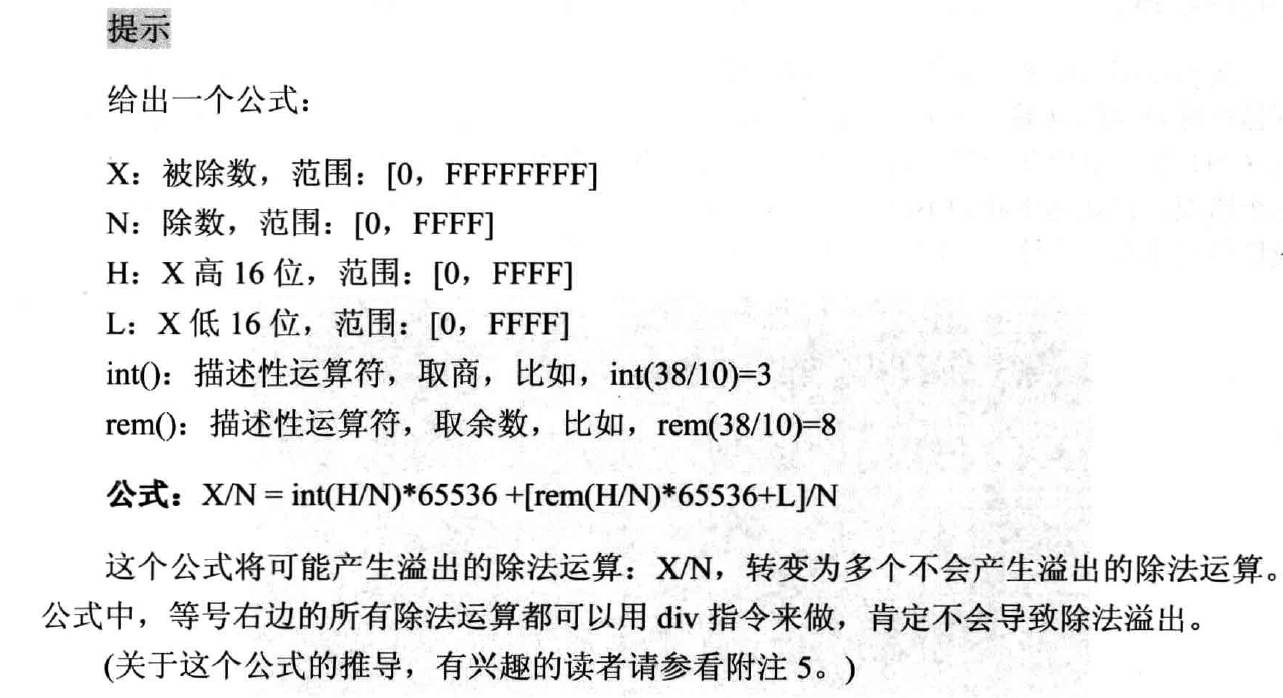 提示
给出一个公式：
X：被除数，范围：[0，FFFFFFFF]
N：除数，范围：[0，FFFF]
H：X 高 16 位，范围：[0，FFFF]
L：X 低 16 位，范围：[0，FFFF]
int()：描述性运算符，取商，比如，int(38/10)=3
rem()：描述性运算符，取余数，比如，rem(38/10)=8
公式：X/N = int(H/N)*65536 +[rem(H/N)*65536+L]/N
这个公式将可能产生溢出的除法运算：X/N，转变为多个不会产生溢出的除法运算。
公式中，等号右边的所有除法运算都可以用 div 指令来做，肯定不会导致除法溢出。
(关于这个公式的推导，有兴趣的读者请参看附注 5。)